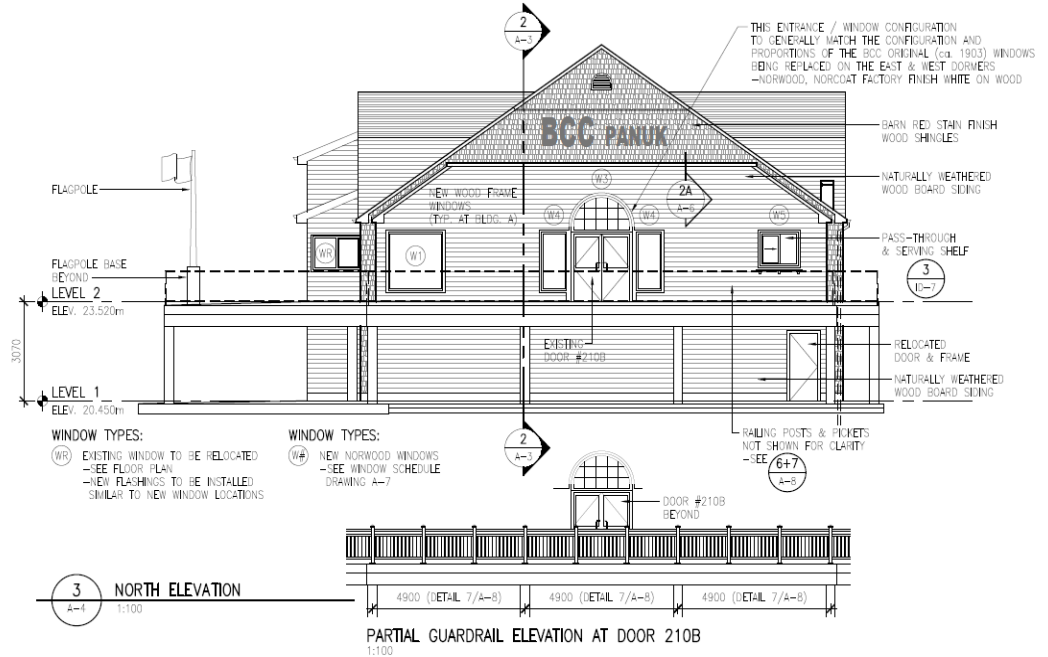 2
A-3
THIS ENTRANCE / WINDOW CONFIGURATION
TO GENERALLY MATCH THE CONFIGURATION AND
PROPORTIONS OF THE BCC ORIGINAL (ca. 1903) WINDOWS
BEING REPLACED ON THE EAST & WEST DORMERS
-NORWOOD, NORCOAT FACTORY FINISH WHITE ON WOOD
BCC PANUK
BARN RED STAIN FINISH
WOOD SHINGLES
NATURALLY WEATHERED
WOOD BOARD SIDING
FLAGPOLE
NEW WOOD FRAME
WINDOWS
(TYP. AT BLDG. A)
W3
2A
A-6
W4
W4
W5
WR
W1
PASS-THROUGH
& SERVING SHELF
3
ID-7
FLAGPOLE BASE
BEYOND
LEVEL 2
ELEV. 23.520m
3070
EXISTING
DOOR #210B
RELOCATED
DOOR & FRAME
NATURALLY WEATHERED
WOOD BOARD SIDING
LEVEL 1
ELEV. 20.450m
WINDOW TYPES:
WR EXISTING WINDOW TO BE RELOCATED
-SEE FLOOR PLAN
-NEW FLASHINGS TO BE INSTALLED
SIMILAR TO NEW WINDOW LOCATIONS
WINDOW TYPES:
W# NEW NORWOOD WINDOWS
-SEE WINDOW SCHEDULE
DRAWING A-7
2
A-3
RAILING POSTS & PICKETS
NOT SHOWN FOR CLARITY
-SEE 6+7
A-8
DOOR #210B
BEYOND
3
A-4
NORTH ELEVATION
1:100
4900 (DETAIL 7/A-8) 4900 (DETAIL 7/A-8) 4900 (DETAIL 7/A-8)
PARTIAL GUARDRAIL ELEVATION AT DOOR 210B
1:100